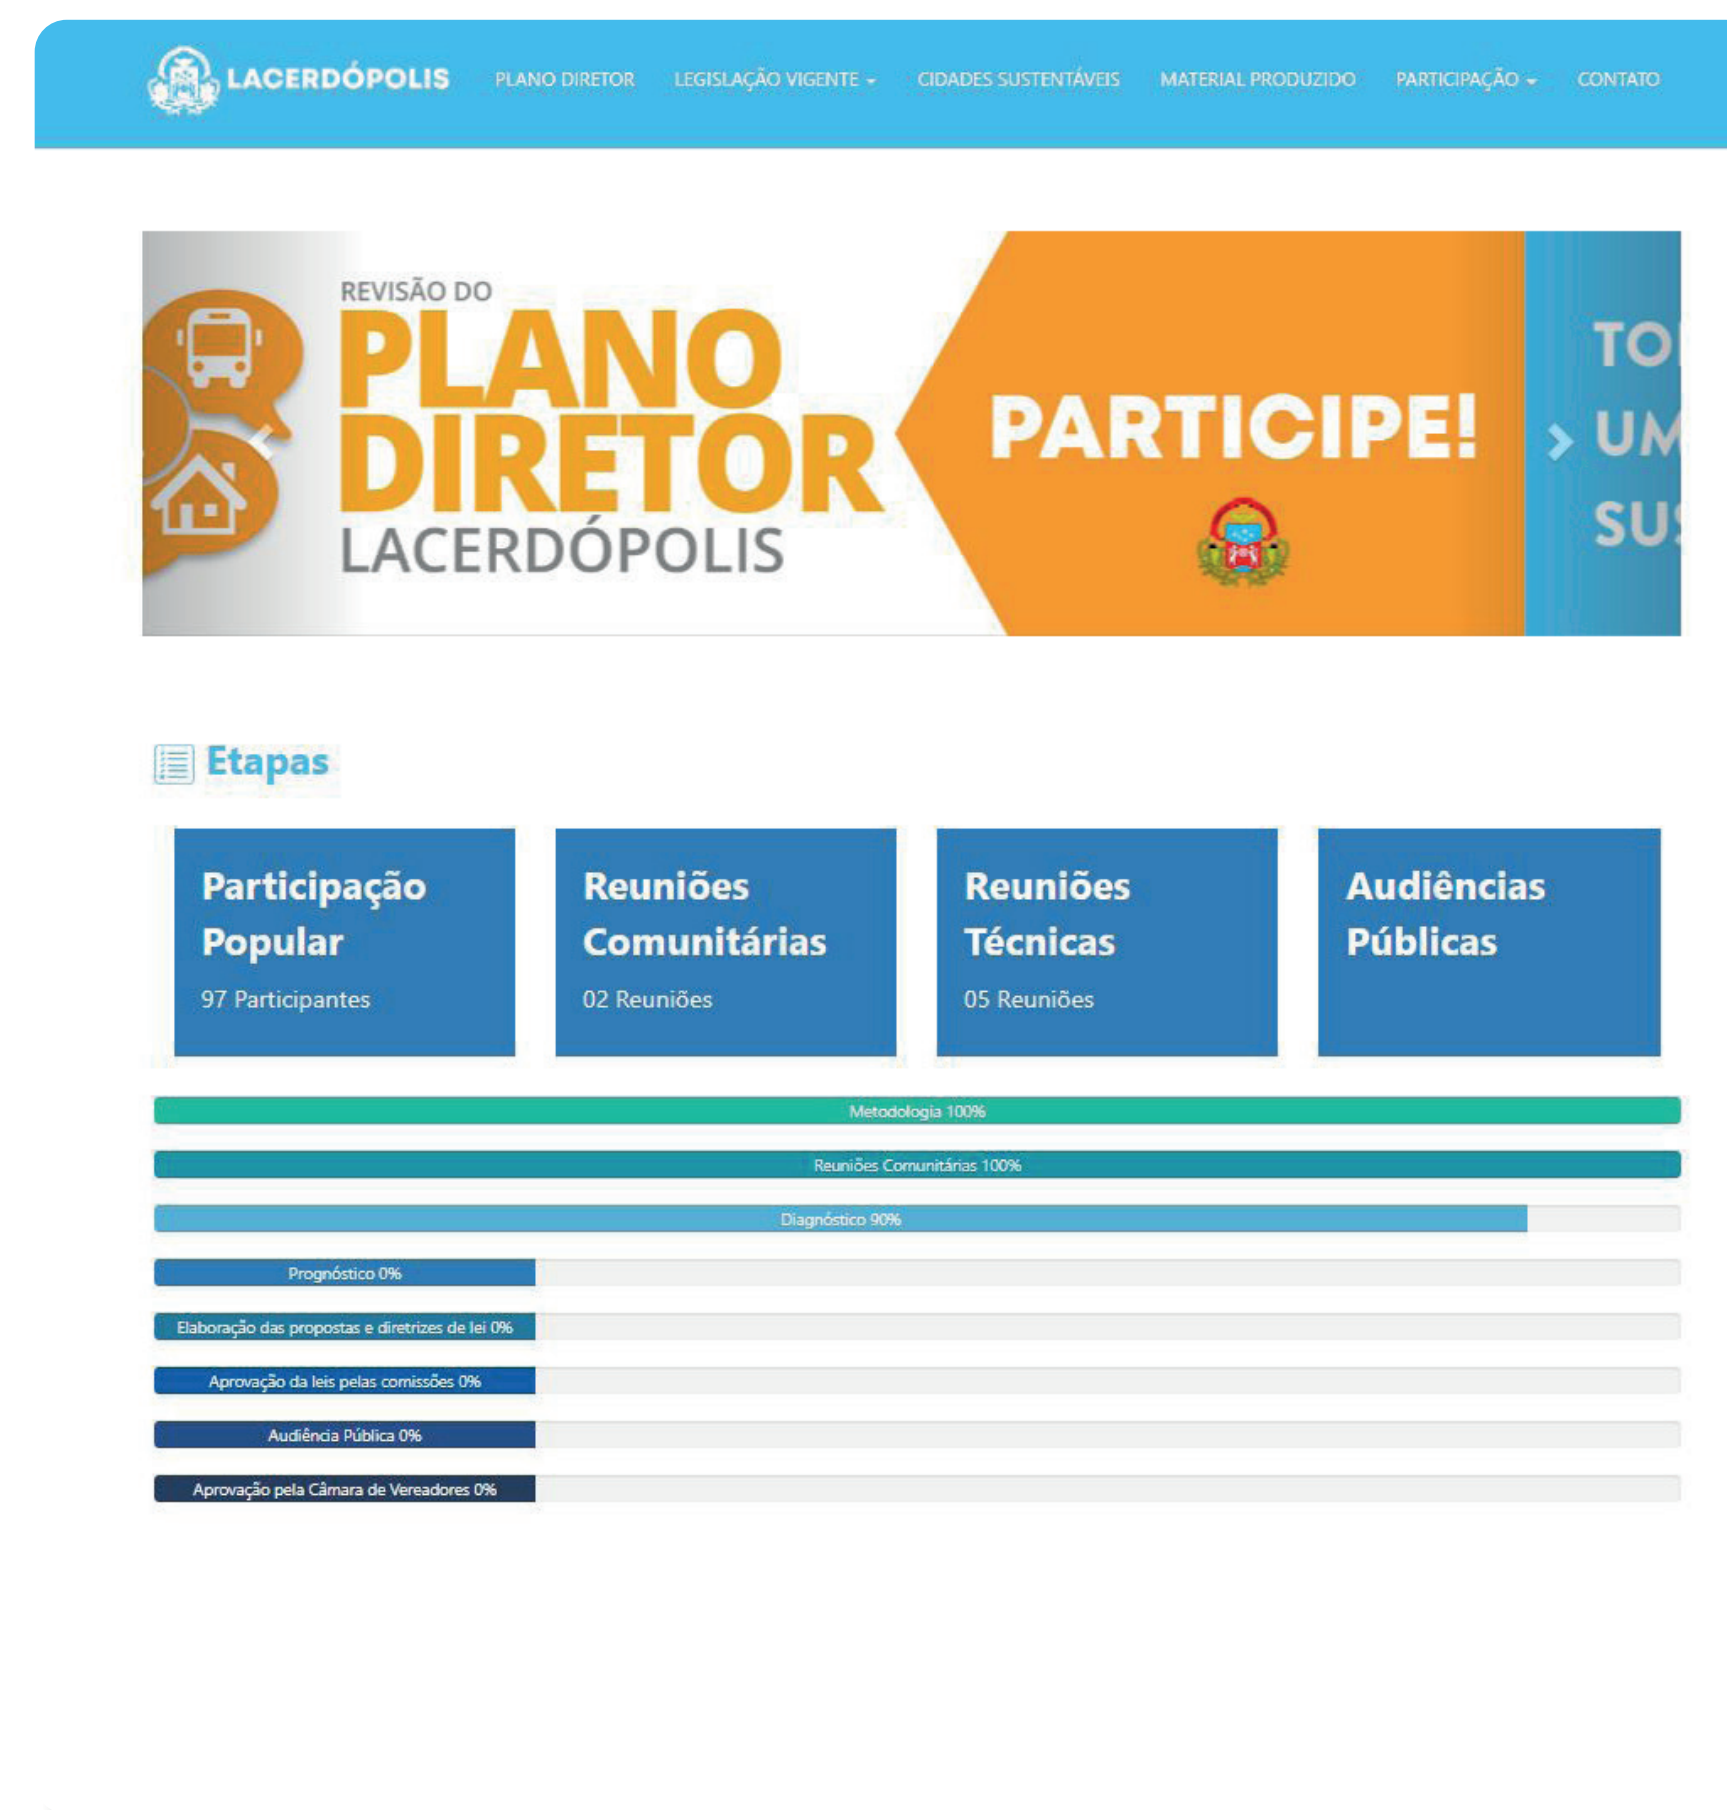 LACERDÓPOLIS PLANO DIRETOR LEGISLAÇÃO VIGENTE CIDADES SUSTENTÁVEIS MATERIAL PRODUZIDO PARTICIPAÇÃO CONTATO
REVISÃO DO
PLANO
DIRETOR
LACERDÓPOLIS
PARTICIPE!
UM
Etapas
Participação
Popular
97 Participantes
Reuniões
Comunitárias
02 Reuniões
Reuniões
Técnicas
05 Reuniões
Audiências
Públicas
Metodologia 100%
Reuniões Comunitárias 100%
Diagnóstico 90%
Prognóstico 0%
Elaboração das propostas e diretrizes de lei 0%
Aprovação da leis pelas comissões 0%
Audiência Pública 0%
Aprovação pela Câmara de Vereadores 0%